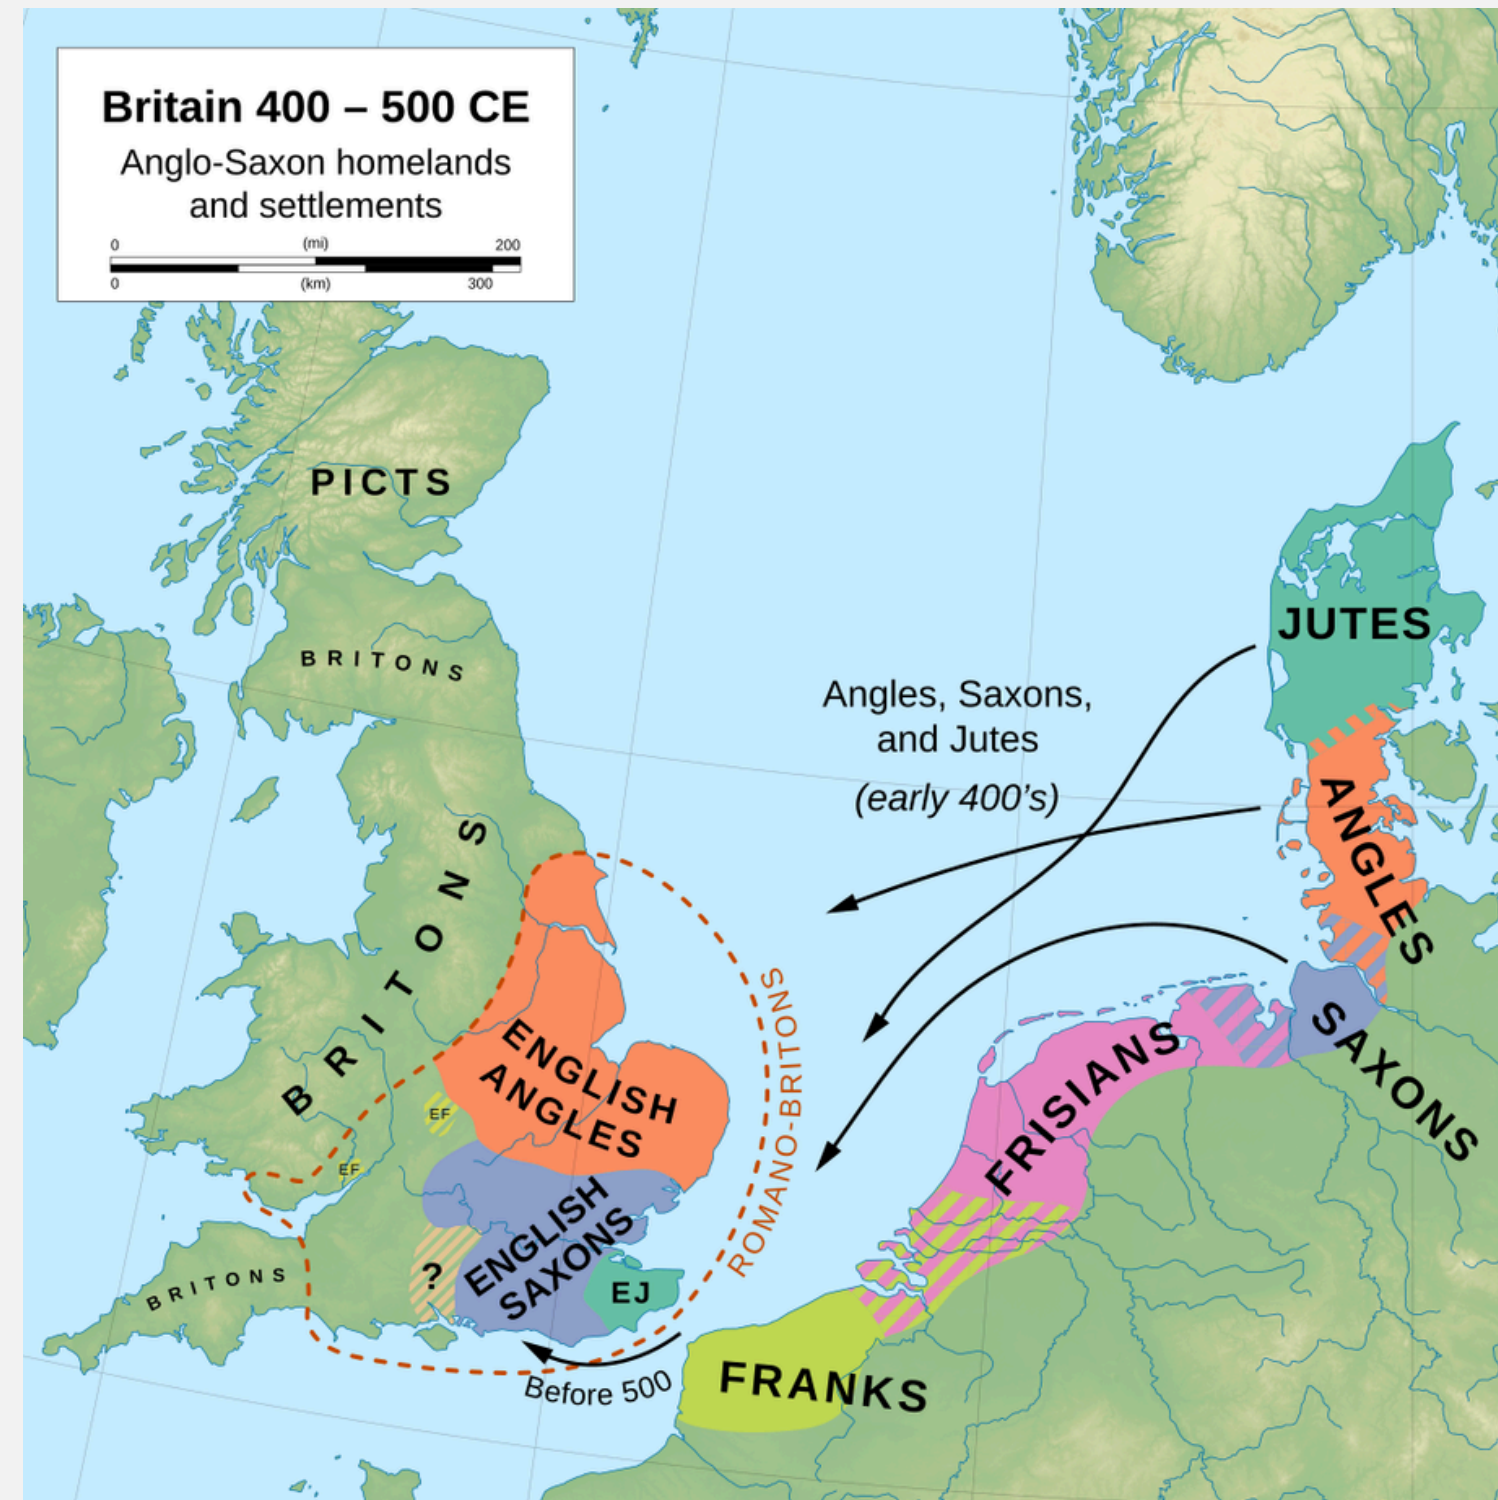 Britain 400 – 500 CE
Anglo-Saxon homelands
and settlements
0 (mi) 200
0 (km) 300
PICTS
BRITONS
JUTES
Angles, Saxons,
and Jutes
(early 400's)
ANGLES
BRITONS
ROMANO-BRITONS
SAXONS
FRISIANS
ENGLISH
ANGLES
EF
EF
ENGLISH
SAXONS
?
EJ
BRITONS
Before 500
FRANKS